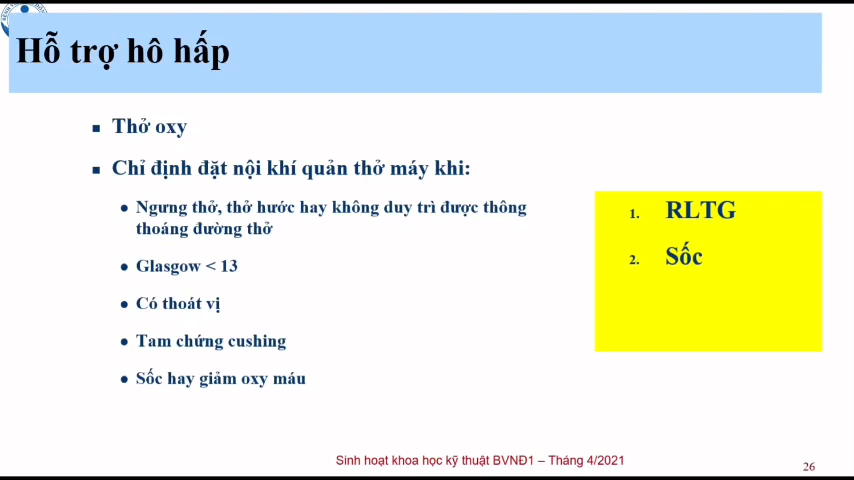 Hỗ trợ hô hấp
Thở oxy
Chỉ định đặt nội khí quản thở máy khi:
Ngưng thở, thở hước hay không duy trì được thông
thoáng đường thở
Glasgow < 13
Có thoát vị
Tam chứng cushing
Sốc hay giảm oxy máu
1. RLTG
2. Sốc
Sinh hoạt khoa học kỹ thuật BVNĐ1 – Tháng 4/2021
26